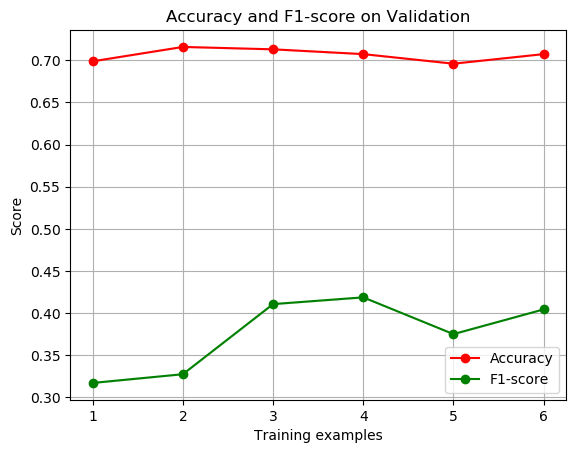 Accuracy and F1-score on Validation
0.70
0.65
0.60
0.55
0.50
0.45
0.40
0.35
0.30
Score
Accuracy
F1-score
1 2 3 4 5 6
Training examples